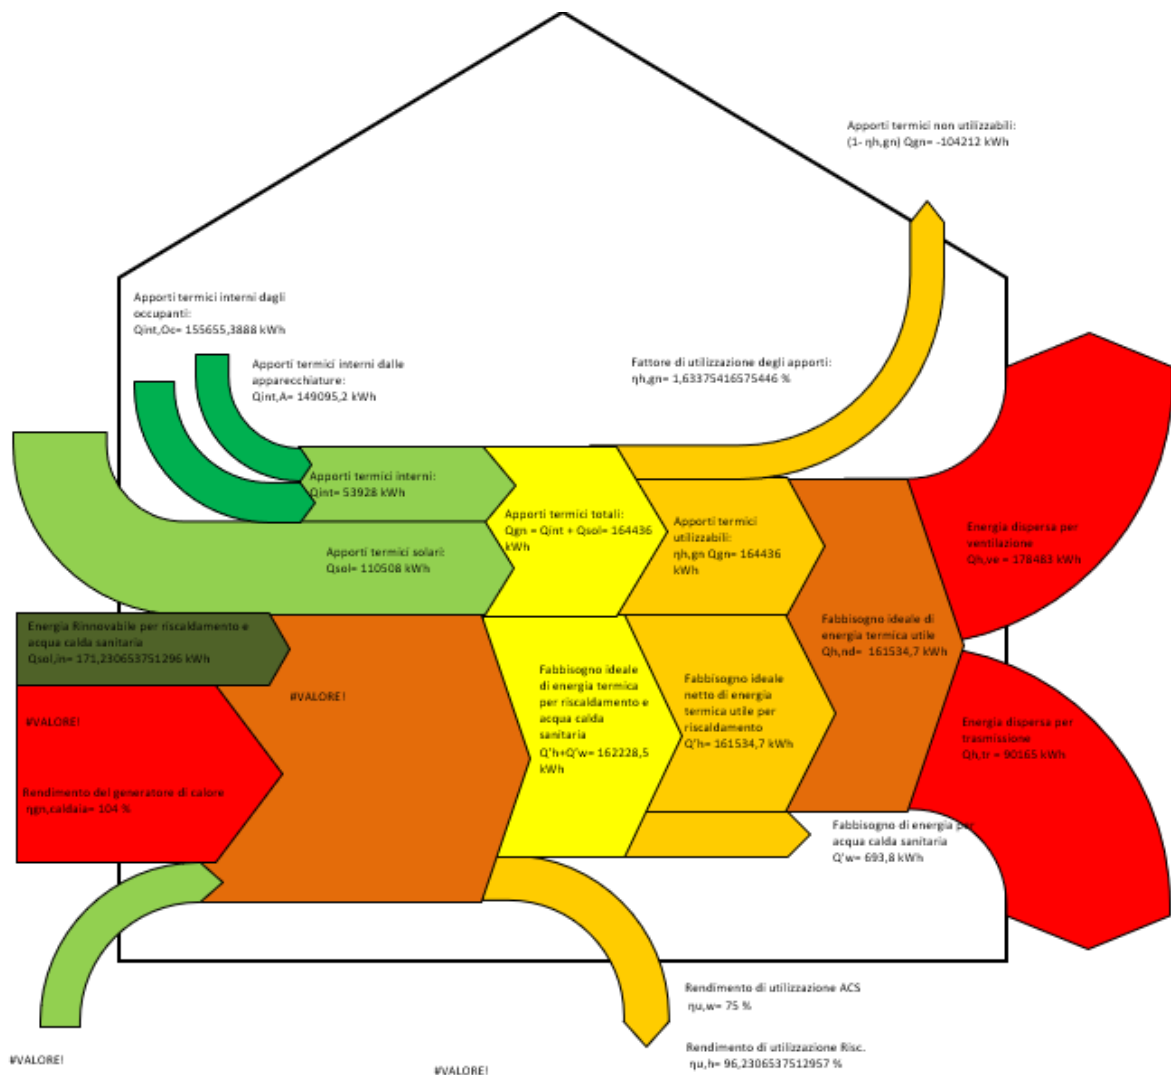 Apporti termici non utilizzabili:
(1- ηh,gn) Qgn= -104212 kWh
Apporti termici interni dagli
occupanti:
Qint,Oc= 155655,3888 kWh
Apporti termici interni dalle
apparecchiature:
Qint,A= 149095,2 kWh
Fattore di utilizzazione degli apporti:
ηh,gn= 1,63375416575446 %
Apporti termici interni:
Qint= 53928 kWh
Apporti termici solari:
Qsol= 110508 kWh
Apporti termici totali:
Qgn = Qint + Qsol= 164436
kWh
Apporti termici
utilizzabili:
ηh,gn Qgn= 164436
kWh
Energia dispersa per
ventilazione
Qh,ve = 178483 kWh
Energia Rinnovabile per riscaldamento e
acqua calda sanitaria
Qsol,in= 171,230653751296 kWh
Fabbisogno ideale di
energia termica utile
Qh,nd=  161534,7 kWh
#VALORE!
#VALORE!
Fabbisogno ideale
di energia termica
per riscaldamento e
acqua calda
sanitaria
Q'h+Q'w= 162228,5
kWh
Fabbisogno ideale
netto di energia
termica utile per
riscaldamento
Q'h= 161534,7 kWh
Energia dispersa per
trasmissione
Qh,tr = 90165 kWh
Rendimento del generatore di calore
ηgn,caldaia= 104 %
Fabbisogno di energia per
acqua calda sanitaria
Q'w= 693,8 kWh
Rendimento di utilizzazione ACS
ηu,w= 75 %
Rendimento di utilizzazione Risc.
ηu,h= 96,2306537512957 %
#VALORE!
#VALORE!